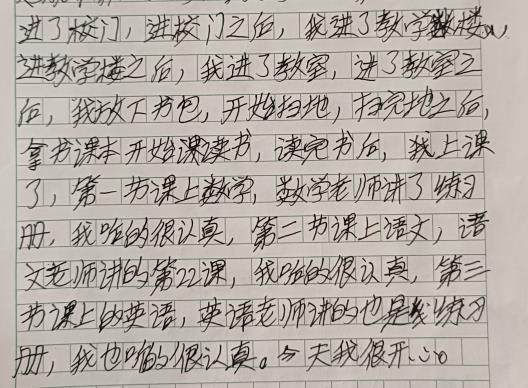 进了校门，进校门之后，我进了教学楼，
进教学楼之后，我进了教室，进了教室之
后，我放下书包，开始扫地，扫完地之后，
拿书课本开始课读书，读完书后，我上课
了，第一节课上数学，数学老师讲了练习
册，我听的很认真，第二节课上语文，语
文老师讲的第22课，我听的很认真，第三
节课上的英语，英语老师讲的也是练习
册，我也听的很认真。今天我很开心。